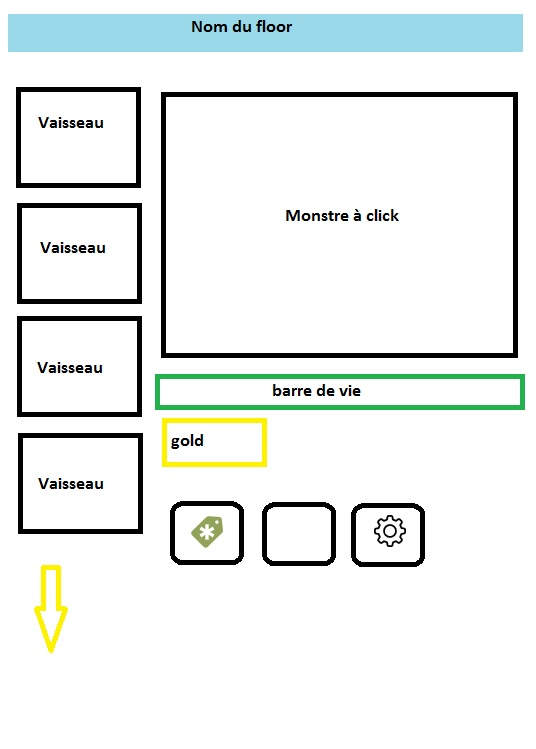 Nom du floor
Vaisseau
Monstre à click
Vaisseau
Vaisseau
barre de vie
gold
Vaisseau